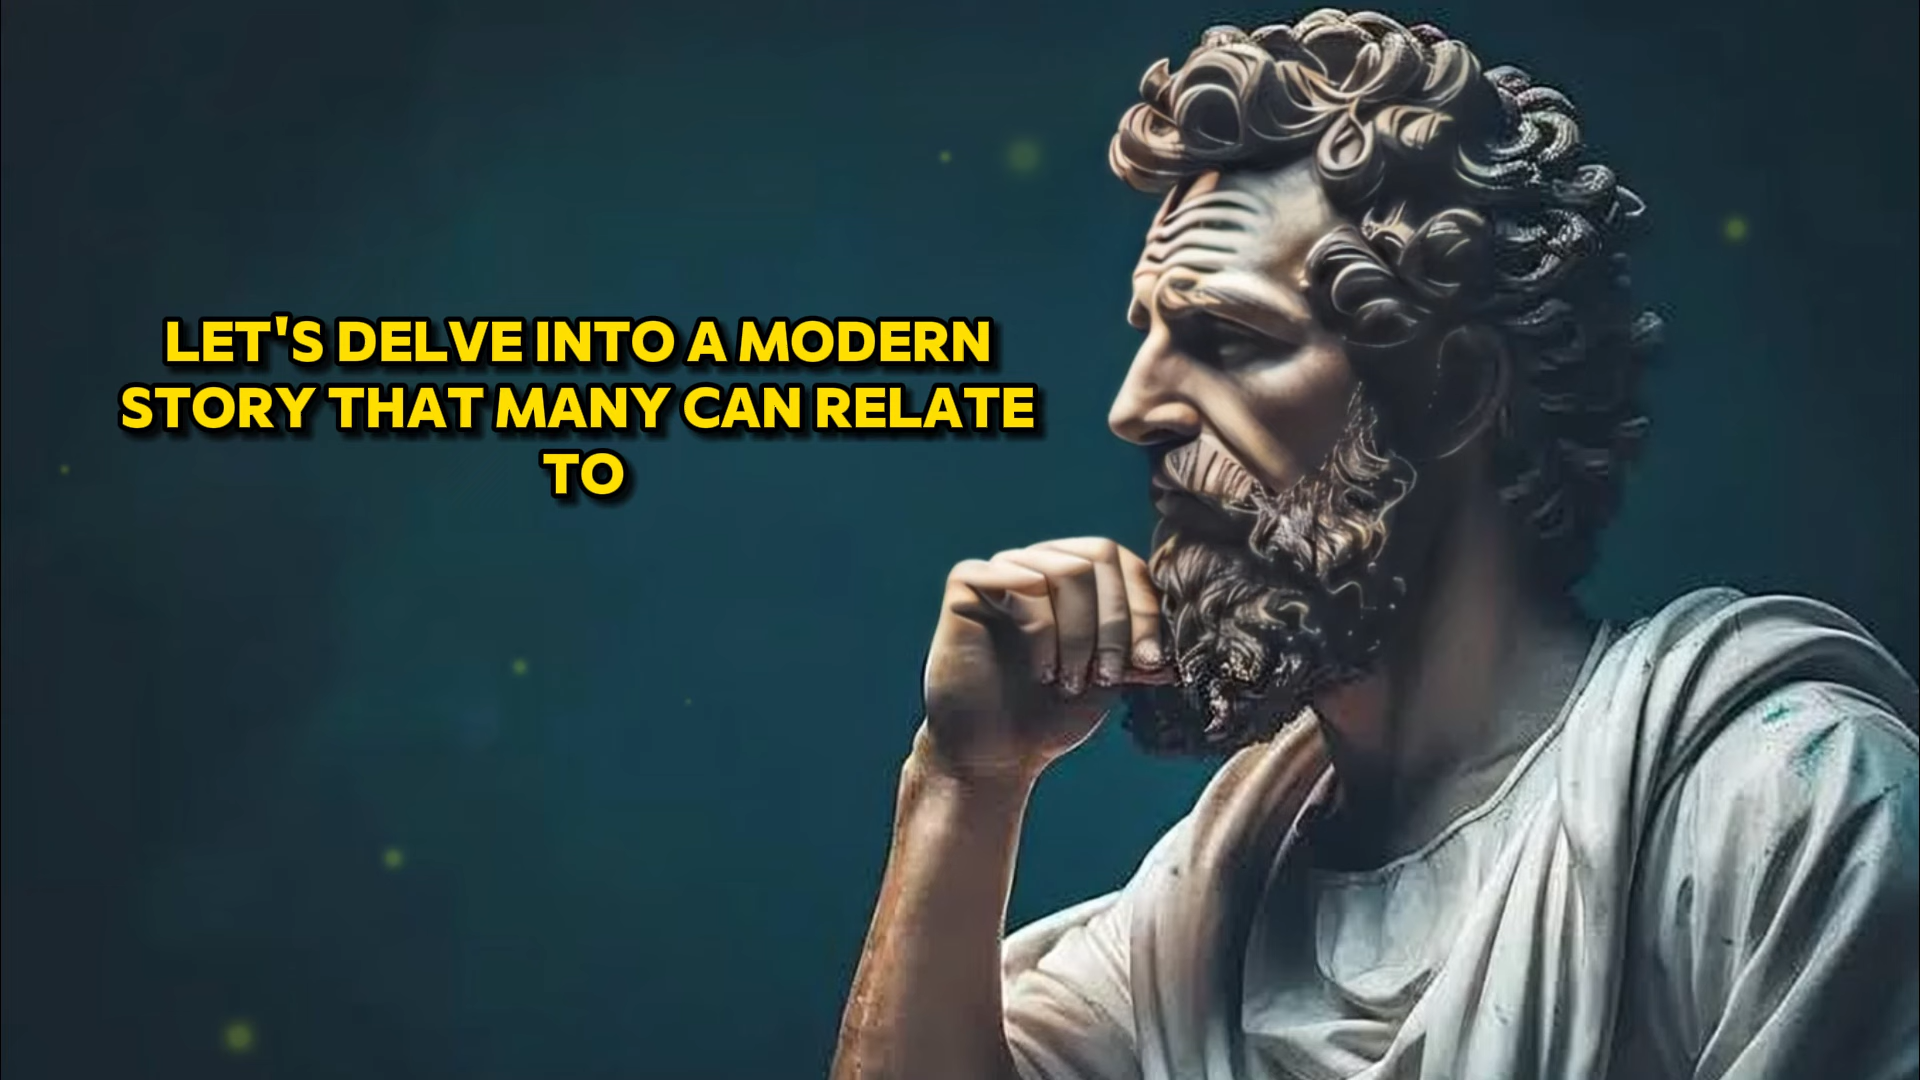 LET'S DELVE INTO A MODERN
STORY THAT MANY CAN RELATE
TO